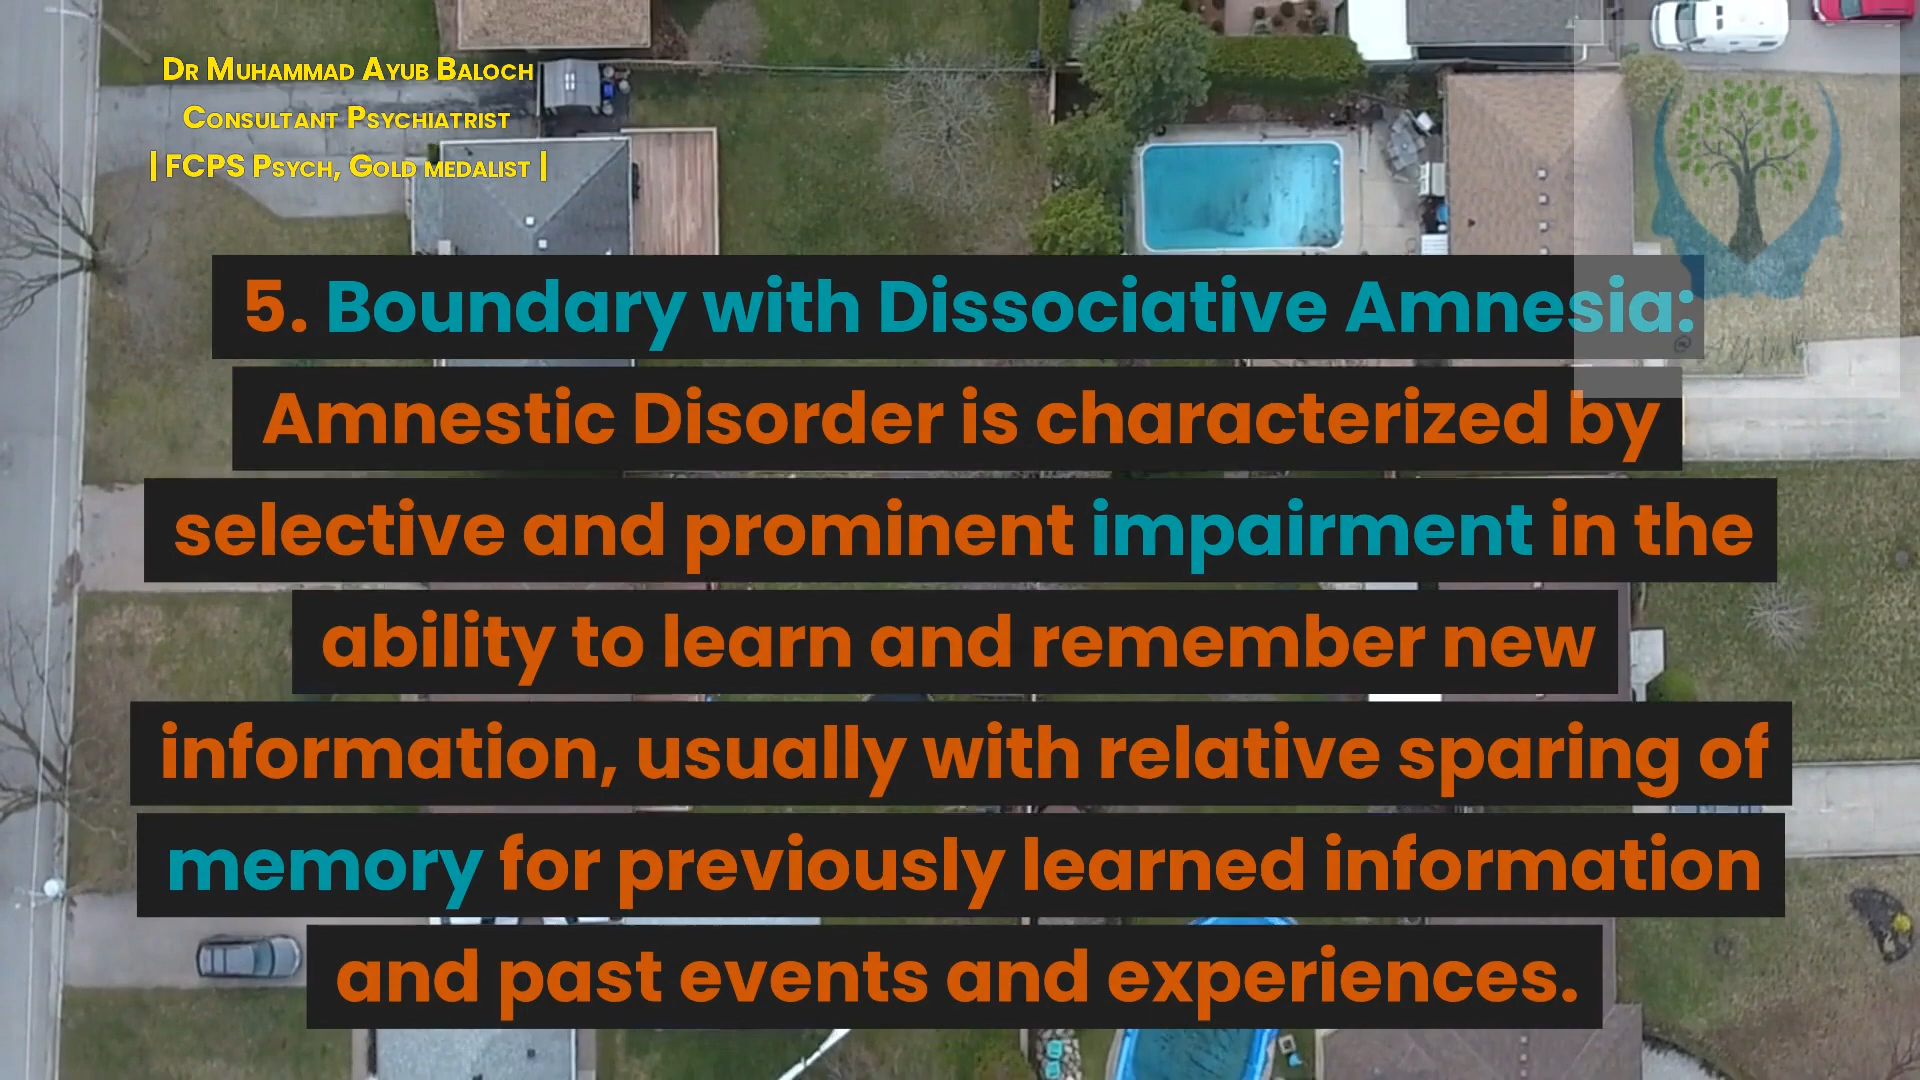 Dr Muhammad Ayub Baloch
Consultant Psychiatrist
| FCPS Psych, Gold medalist |
5. Boundary with Dissociative Amnesia:
Amnestic Disorder is characterized by
selective and prominent impairment in the
ability to learn and remember new
information, usually with relative sparing of
memory for previously learned information
and past events and experiences.